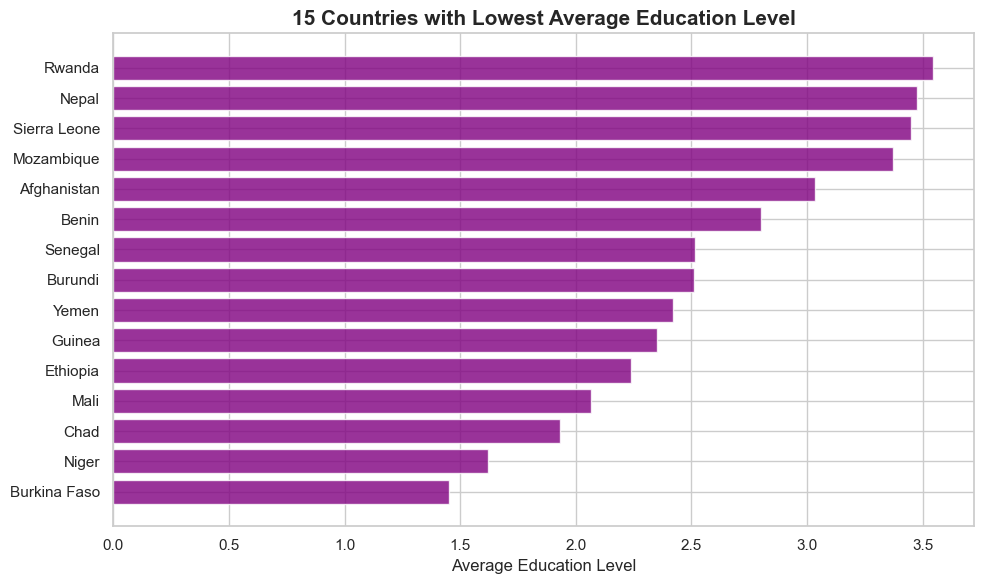 15 Countries with Lowest Average Education Level
Rwanda
Nepal
Sierra Leone
Mozambique
Afghanistan
Benin
Senegal
Burundi
Yemen
Guinea
Ethiopia
Mali
Chad
Niger
Burkina Faso
0.0 0.5 1.0 1.5 2.0 2.5 3.0 3.5
Average Education Level